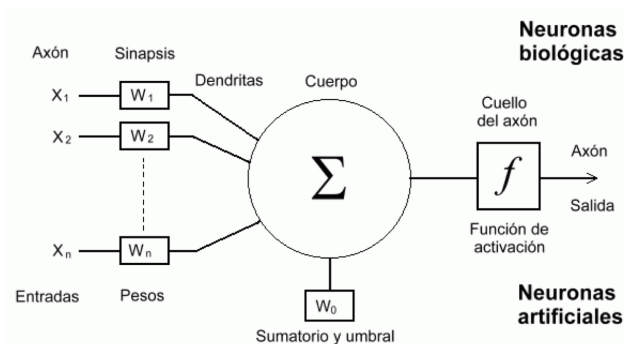 Neuronas
biológicas
Axón
Sinapsis
Dendritas
Cuerpo
Cuello
del axón
X1
W1
X2
W2
Σ
f
Axón
Salida
Función de
activación
Xn
Wn
Entradas
Pesos
W0
Sumatorio y umbral
Neuronas
artificiales